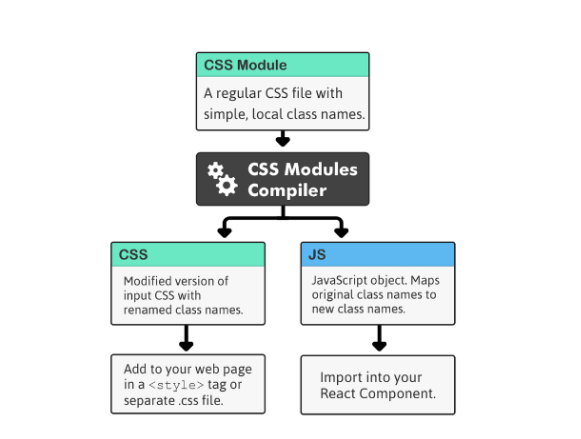 CSS Module
A regular CSS file with
simple, local class names.
CSS Modules
Compiler
CSS
Modified version of
input CSS with
renamed class names.
JS
JavaScript object. Maps
original class names to
new class names.
Add to your web page
in a <style> tag or
separate .css file.
Import into your
React Component.